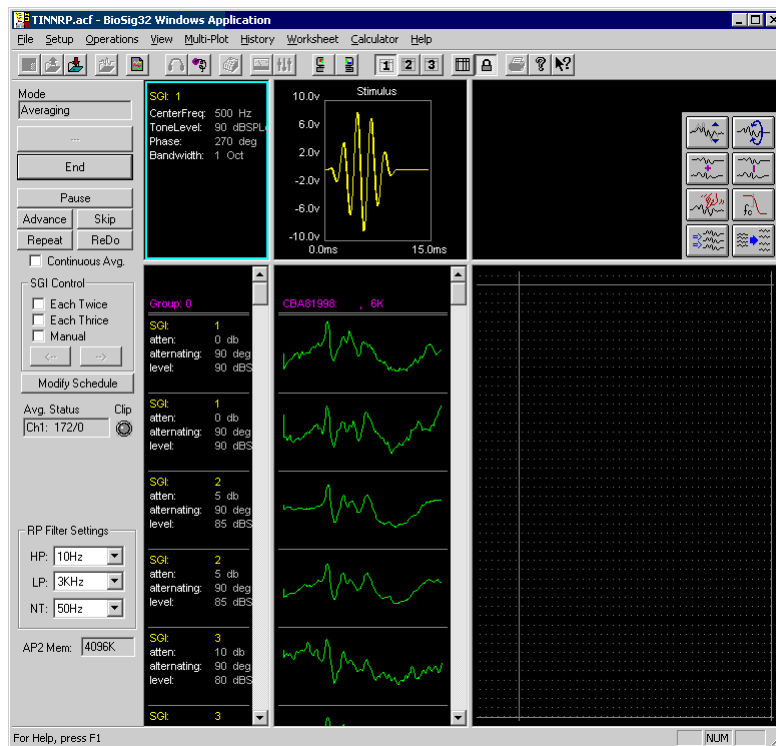 TINNRP.acf - BioSig32 Windows Application
File Setup Operations View Multi-Plot History Worksheet Calculator Help
1 2 3
Mode
Averaging
...
End
Pause
Advance Skip
Repeat ReDo
Continuous Avg.
SGI Control
Each Twice
Each Thrice
Manual
<-- -->
Modify Schedule
Avg. Status Clip
Ch1: 172/0
RP Filter Settings
HP: 10Hz
LP: 3KHz
NT: 50Hz
AP2 Mem: 4096K
SGI: 1
CenterFreq: 500 Hz
ToneLevel: 90 dBSPL
Phase: 270 deg
Bandwidth: 1 Oct
Stimulus
10.0v
6.0v
2.0v
-2.0v
-6.0v
-10.0v
0.0ms 15.0ms
fc
Group: 0
CBA81998: , 6K
SGI: 1
atten: 0 db
alternating: 90 deg
level: 90 dBS
SGI: 1
atten: 0 db
alternating: 90 deg
level: 90 dBS
SGI: 2
atten: 5 db
alternating: 90 deg
level: 85 dBS
SGI: 2
atten: 5 db
alternating: 90 deg
level: 85 dBS
SGI: 3
atten: 10 db
alternating: 90 deg
level: 80 dBS
SGI: 3
For Help, press F1
NUM